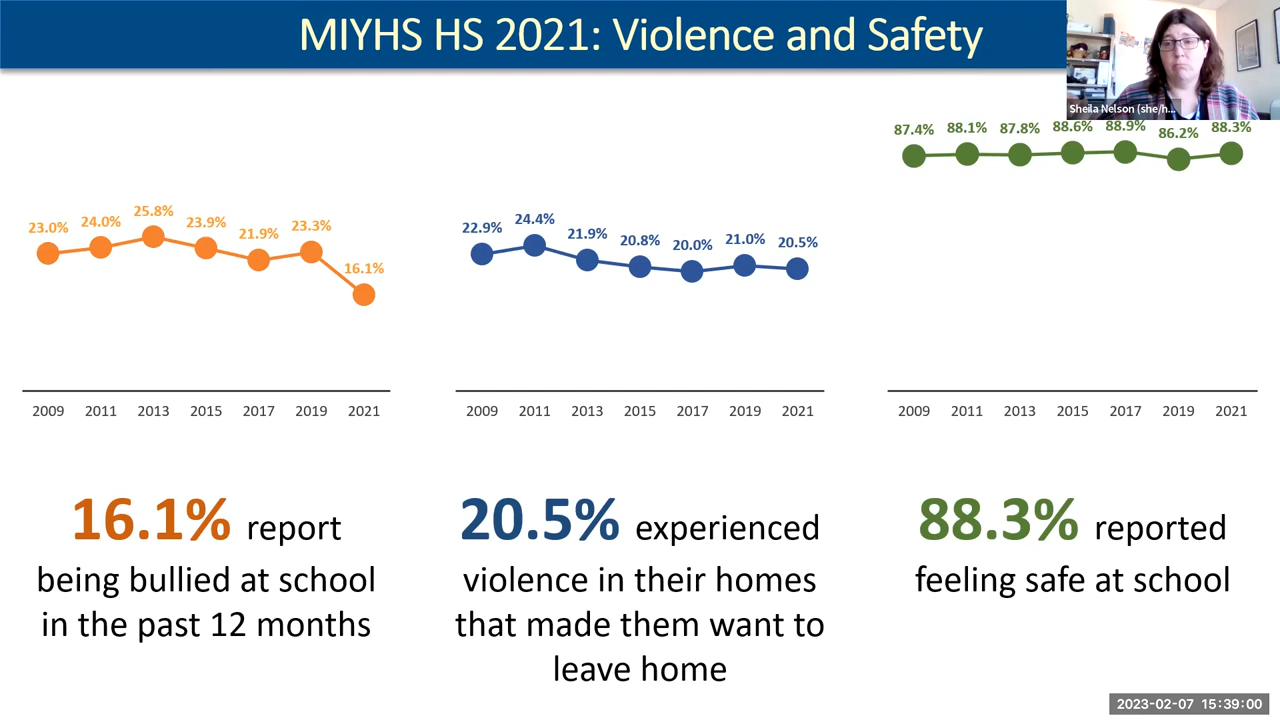 MIYHS HS 2021: Violence and Safety
Sheila Nelson (she/h...
23.0% 24.0% 25.8% 23.9% 21.9% 23.3% 16.1%
2009 2011 2013 2015 2017 2019 2021
22.9% 24.4% 21.9% 20.8% 20.0% 21.0% 20.5%
2009 2011 2013 2015 2017 2019 2021
87.4% 88.1% 87.8% 88.6% 88.9% 86.2% 88.3%
2009 2011 2013 2015 2017 2019 2021
16.1% report
being bullied at school
in the past 12 months
20.5% experienced
violence in their homes
that made them want to
leave home
88.3% reported
feeling safe at school
2023-02-07 15:39:00